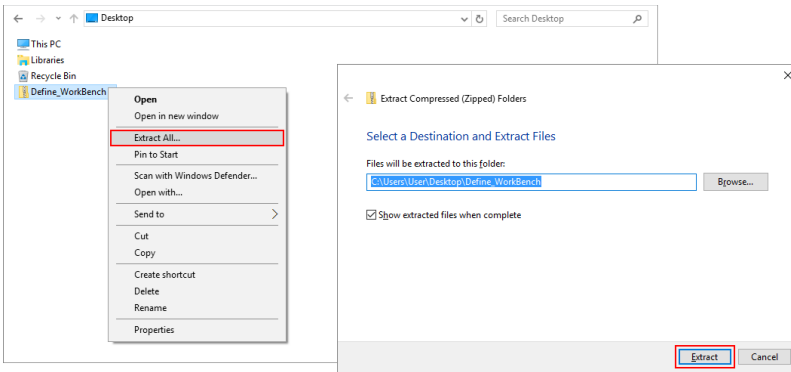 Desktop
Search Desktop
This PC
Libraries
Recycle Bin
Define_WorkBench
Open
Open in new window
Extract All...
Pin to Start
Scan with Windows Defender...
Open with...
Send to
Cut
Copy
Create shortcut
Delete
Rename
Properties
Extract Compressed (Zipped) Folders
Select a Destination and Extract Files
Files will be extracted to this folder:
C:\Users\User\Desktop\Define_WorkBench
Browse...
Show extracted files when complete
Extract
Cancel